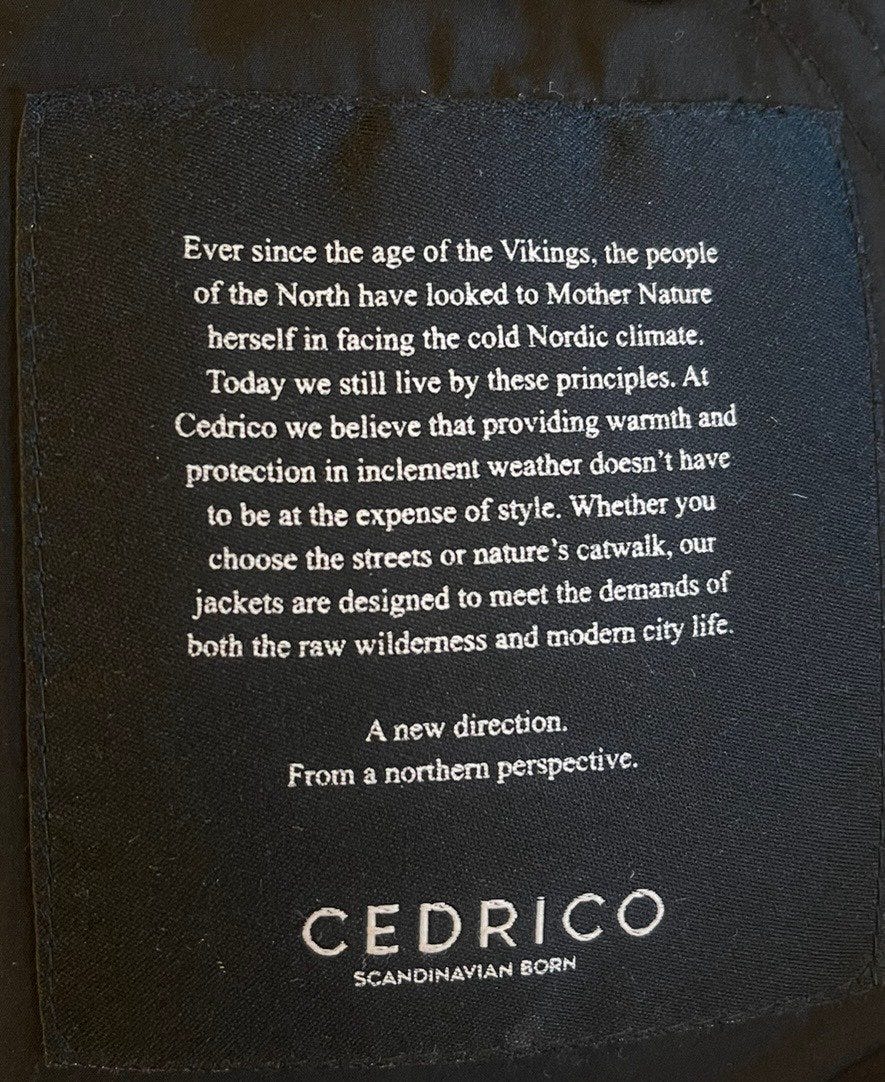 Ever since the age of the Vikings, the people
of the North have looked to Mother Nature
herself in facing the cold Nordic climate.
Today we still live by these principles. At
Cedrico we believe that providing warmth and
protection in inclement weather doesn't have
to be at the expense of style. Whether you
choose the streets or nature's catwalk, our
jackets are designed to meet the demands of
both the raw wilderness and modern city life.
A new direction.
From a northern perspective.
CEDRICO
SCANDINAVIAN BORN